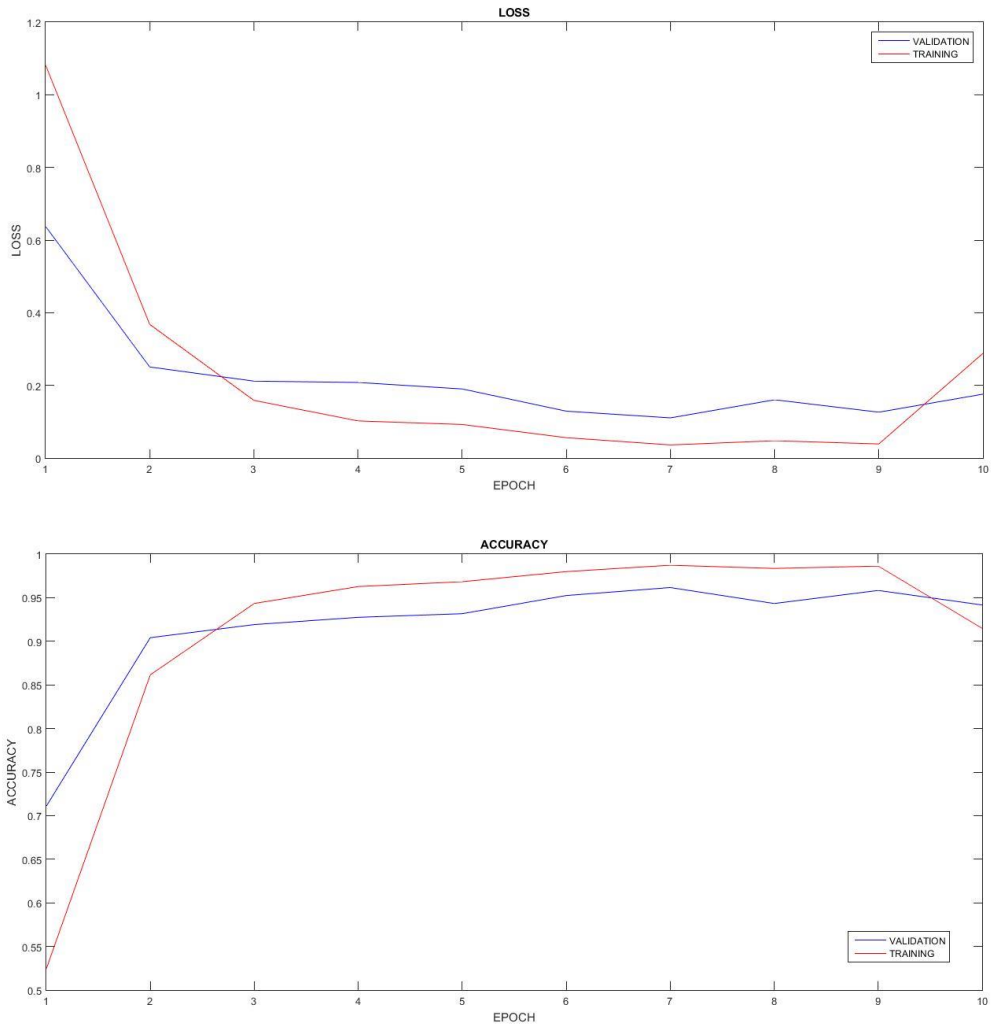 LOSS
1.2
1
0.8
0.6
0.4
0.2
0
LOSS
VALIDATION
TRAINING
1 2 3 4 5 6 7 8 9 10
EPOCH
ACCURACY
1
0.95
0.9
0.85
0.8
0.75
0.7
0.65
0.6
0.55
0.5
ACCURACY
VALIDATION
TRAINING
1 2 3 4 5 6 7 8 9 10
EPOCH